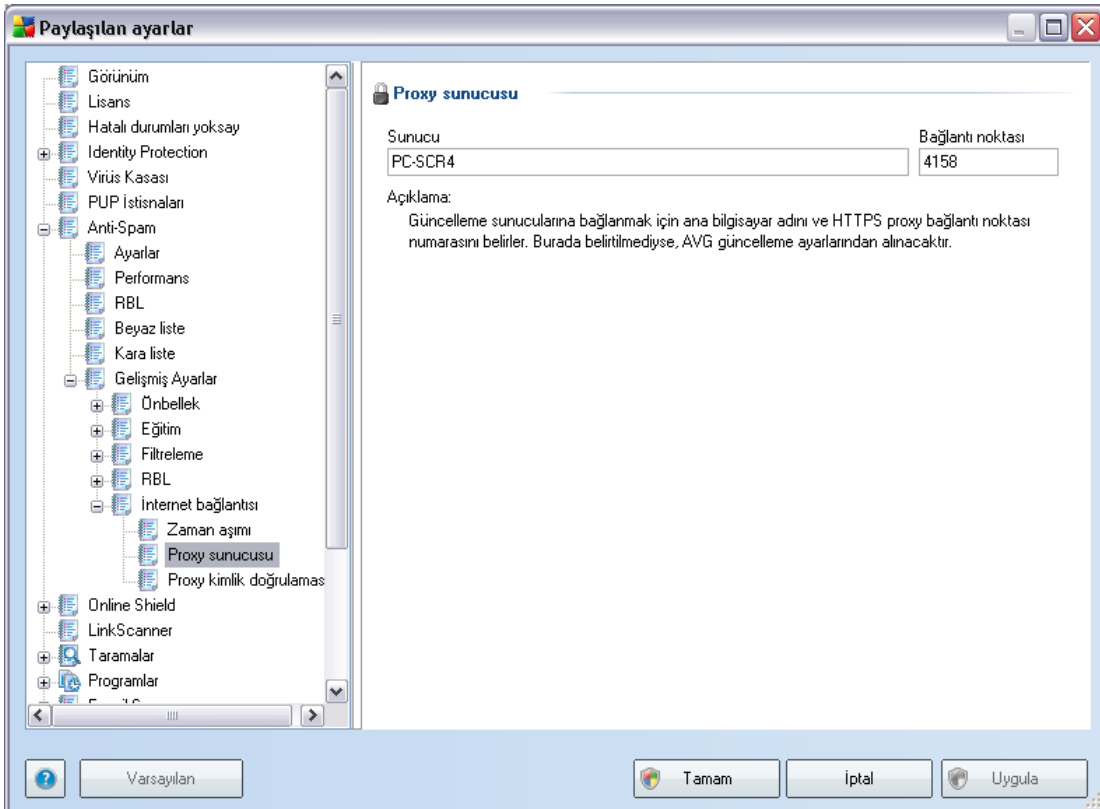 Paylaşılan ayarlar
Görünüm
Lisans
Hatalı durumları yoksay
Identity Protection
Virüs Kasası
PUP İstisnaları
Anti-Spam
Ayarlar
Performans
RBL
Beyaz liste
Kara liste
Gelişmiş Ayarlar
Önbellek
Eğitim
Filtreleme
RBL
İnternet bağlantısı
Zaman aşımı
Proxy sunucusu
Proxy kimlik doğrulamas
Online Shield
LinkScanner
Taramalar
Programlar
Proxy sunucusu
Sunucu
Bağlantı noktası
PC-SCR4
4158
Açıklama:
Güncelleme sunucularına bağlanmak için ana bilgisayar adını ve HTTPS proxy bağlantı noktası
numarasını belirler. Burada belirtilmediyse, AVG güncelleme ayarlarından alınacaktır.
Varsayılan
Tamam
İptal
Uygula